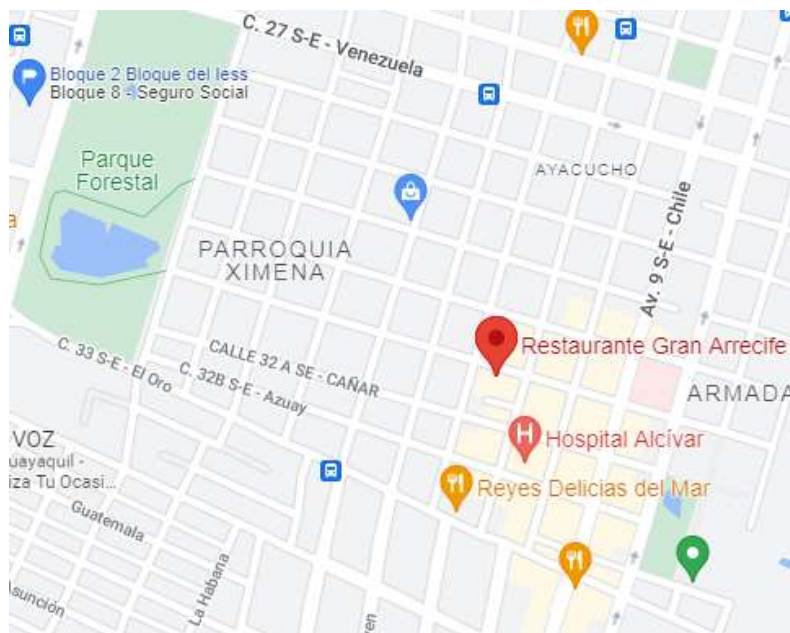 C. 27 S-E - Venezuela
Bloque 2 Bloque del Iess
Bloque 8 - Seguro Social
Parque
Forestal
AYACUCHO
a
PARROQUIA
XIMENA
Av. 9 S-E - Chile
C. 33 S-E - El Oro
CALLE 32 A SE - CAÑAR
C. 32B S-E - Azuay
Restaurante Gran Arrecife
ARMADA
VOZ
uayaquil -
iza Tu Ocasi...
H
Hospital Alcívar
Reyes Delicias del Mar
Guatemala
La Habana
Asunción
ven